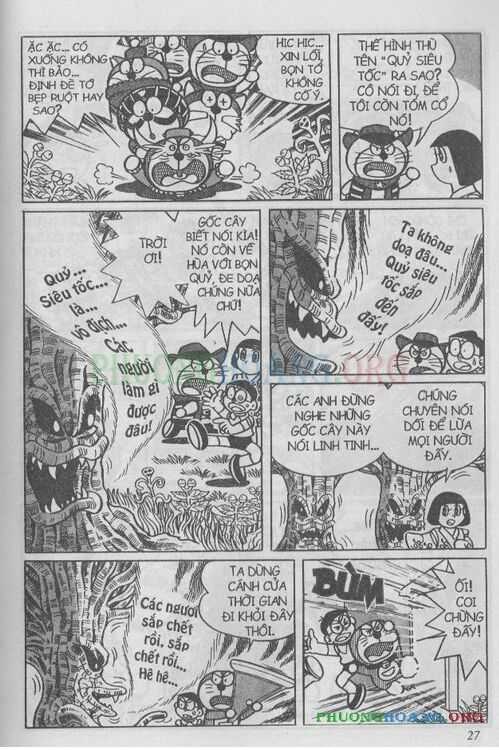 ẶC ẶC... CÓ
XUỐNG KHÔNG
THÌ BẢO...
ĐỊNH ĐÈ TỚ
BẸP RUỘT HAY
SAO?
HIC HIC...
XIN LỖI,
BỌN TỚ
KHÔNG
CỐ Ý.
THẾ HÌNH THÙ
TÊN "QUỶ SIÊU
TỐC" RA SAO?
CÔ NÓI ĐI, ĐỂ
TÔI CÒN TÓM CỔ
NÓ!
Quỷ...
Siêu tốc...
là...
vô địch...
Các
người
làm gì
được
đâu!
TRỜI
ƠI!
GỐC CÂY
BIẾT NÓI KÌA!
NÓ CÒN VỀ
HÙA VỚI BỌN
QUỶ, ĐE DỌA
CHÚNG NỮA
CHỨ!
Ta không
doạ đâu...
Quỷ siêu
tốc sắp
đến
đấy!
CÁC ANH ĐỪNG
NGHE NHỮNG
GỐC CÂY NÀY
NÓI LINH TINH...
CHÚNG
CHUYÊN NÓI
DỐI ĐỂ LỪA
MỌI NGƯỜI
ĐẤY.
PHUONGHOANG.ORG
Các ngươi
sắp chết
rồi, sắp
chết rồi...
Hê hê...
TA DÙNG
CÁNH CỬA
THỜI GIAN
ĐI KHỎI ĐÂY
THÔI.
BÙM
ỐI!
COI
CHỪNG
ĐẤY!
PHUONGHOANG.ORG
27